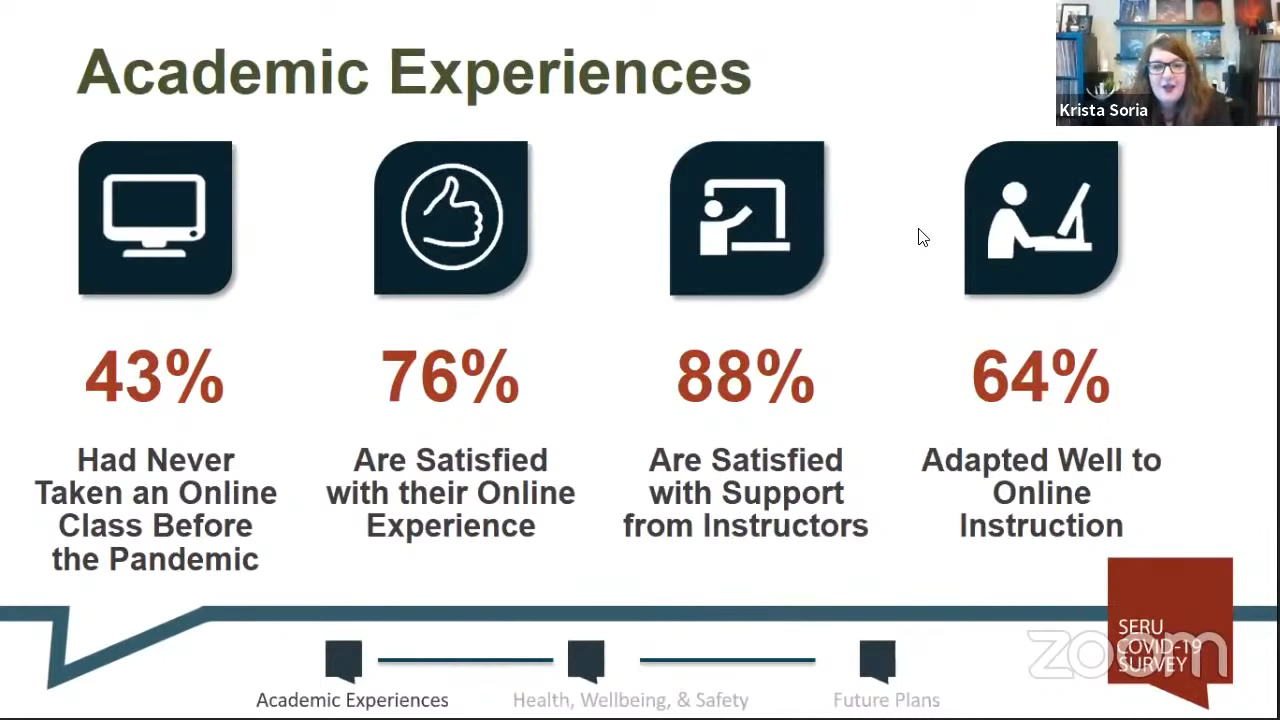 Academic Experiences
Krista Soria
43%
Had Never
Taken an Online
Class Before
the Pandemic
76%
Are Satisfied
with their Online
Experience
88%
Are Satisfied
with Support
from Instructors
64%
Adapted Well to
Online
Instruction
SERU
COVID-19
SURVEY
zoom
Academic Experiences
Health, Wellbeing, & Safety
Future Plans